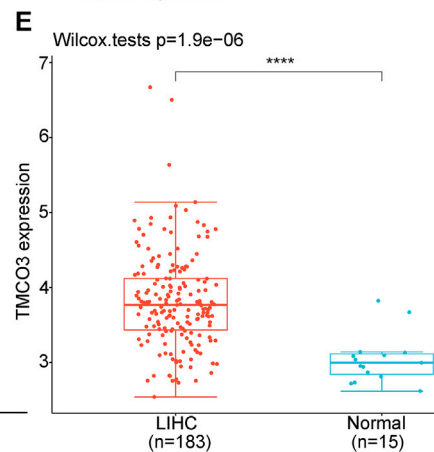 E
Wilcox.tests p=1.9e−06
****
7
6
5
4
3
TMCO3 expression
LIHC
(n=183)
Normal
(n=15)